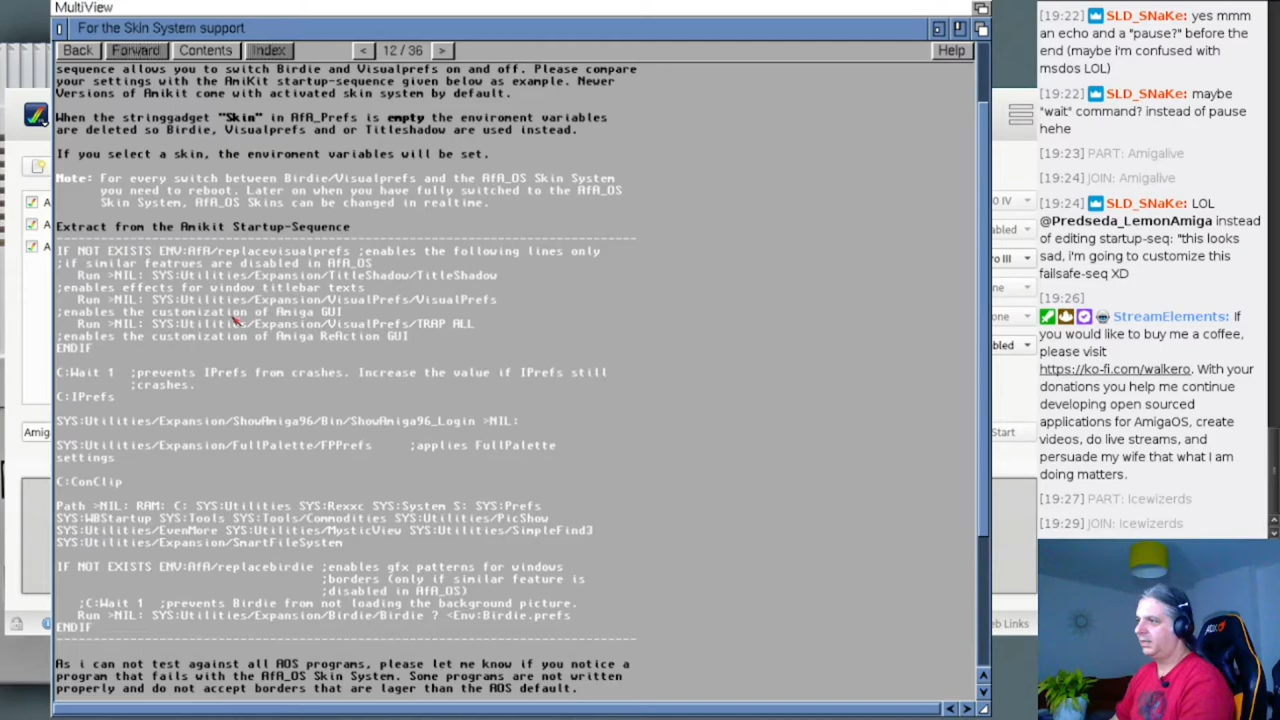 MultiView
For the Skin System support
Back Forward Contents Index < 12 / 36 > Help
sequence allows you to switch Birdie and Visualprefs on and off. Please compare
your settings with the AmiKit startup-sequence given below as example. Newer
Versions of Amikit come with activated skin system by default.
When the stringgadget "Skin" in AfA_Prefs is empty the enviroment variables
are deleted so Birdie, Visualprefs and or Titleshadow are used instead.
If you select a skin, the enviroment variables will be set.
Note: For every switch between Birdie/Visualprefs and the AfA_OS Skin System
you need to reboot. Later on when you have fully switched to the AfA_OS
Skin System, AfA_OS Skins can be changed in realtime.
Extract from the Amikit Startup-Sequence
--------------------------------------------------------------------------------
IF NOT EXISTS ENV:AfA/replacevisualprefs ;enables the following lines only
;if similar featrues are disabled in AfA_OS
Run >NIL: SYS:Utilities/Expansion/TitleShadow/TitleShadow
;enables effects for window titlebar texts
Run >NIL: SYS:Utilities/Expansion/VisualPrefs/VisualPrefs
;enables the customization of Amiga GUI
Run >NIL: SYS:Utilities/Expansion/VisualPrefs/TRAP ALL
;enables the customization of Amiga ReAction GUI
ENDIF
C:Wait 1 ;prevents IPrefs from crashes. Increase the value if IPrefs still
;crashes.
C:IPrefs
SYS:Utilities/Expansion/ShowAmiga96/Bin/ShowAmiga96_Login >NIL:
SYS:Utilities/Expansion/FullPalette/FPPrefs ;applies FullPalette
settings
C:ConClip
Path >NIL: RAM: C: SYS:Utilities SYS:Rexxc SYS:System S: SYS:Prefs
SYS:WBStartup SYS:Tools SYS:Tools/Commodities SYS:Utilities/PicShow
SYS:Utilities/EvenMore SYS:Utilities/MysticView SYS:Utilities/SimpleFind3
SYS:Utilities/Expansion/SmartFileSystem
IF NOT EXISTS ENV:AfA/replacebirdie ;enables gfx patterns for windows
;borders (only if similar feature is
;disabled in AfA_OS)
;C:Wait 1 ;prevents Birdie from not loading the background picture.
Run >NIL: SYS:Utilities/Expansion/Birdie/Birdie ? <Env:Birdie.prefs
ENDIF
--------------------------------------------------------------------------------
As i can not test against all AOS programs, please let me know if you notice a
program that fails with the AfA_OS Skin System. Some programs are not written
properly and do not accept borders that are lager than the AOS default.
A
A
A
Amig
0 IV
abled
ro III
ne
one
bled
Start
eb Links
[19:22] SLD_SNaKe: yes mmm
an echo and a "pause?" before the
end (maybe i'm confused with
msdos LOL)
[19:22] SLD_SNaKe: maybe
"wait" command? instead of pause
hehe
[19:23] PART: Amigalive
[19:24] JOIN: Amigalive
[19:24] SLD_SNaKe: LOL
@Predseda_LemonAmiga instead
of editing startup-seq: "this looks
sad, i'm going to customize this
failsafe-seq XD
[19:26]
StreamElements: If
you would like to buy me a coffee,
please visit
https://ko-fi.com/walkero. With your
donations you help me continue
developing open sourced
applications for AmigaOS, create
videos, do live streams, and
persuade my wife that what I am
doing matters.
[19:27] PART: Icewizerds
[19:29] JOIN: Icewizerds